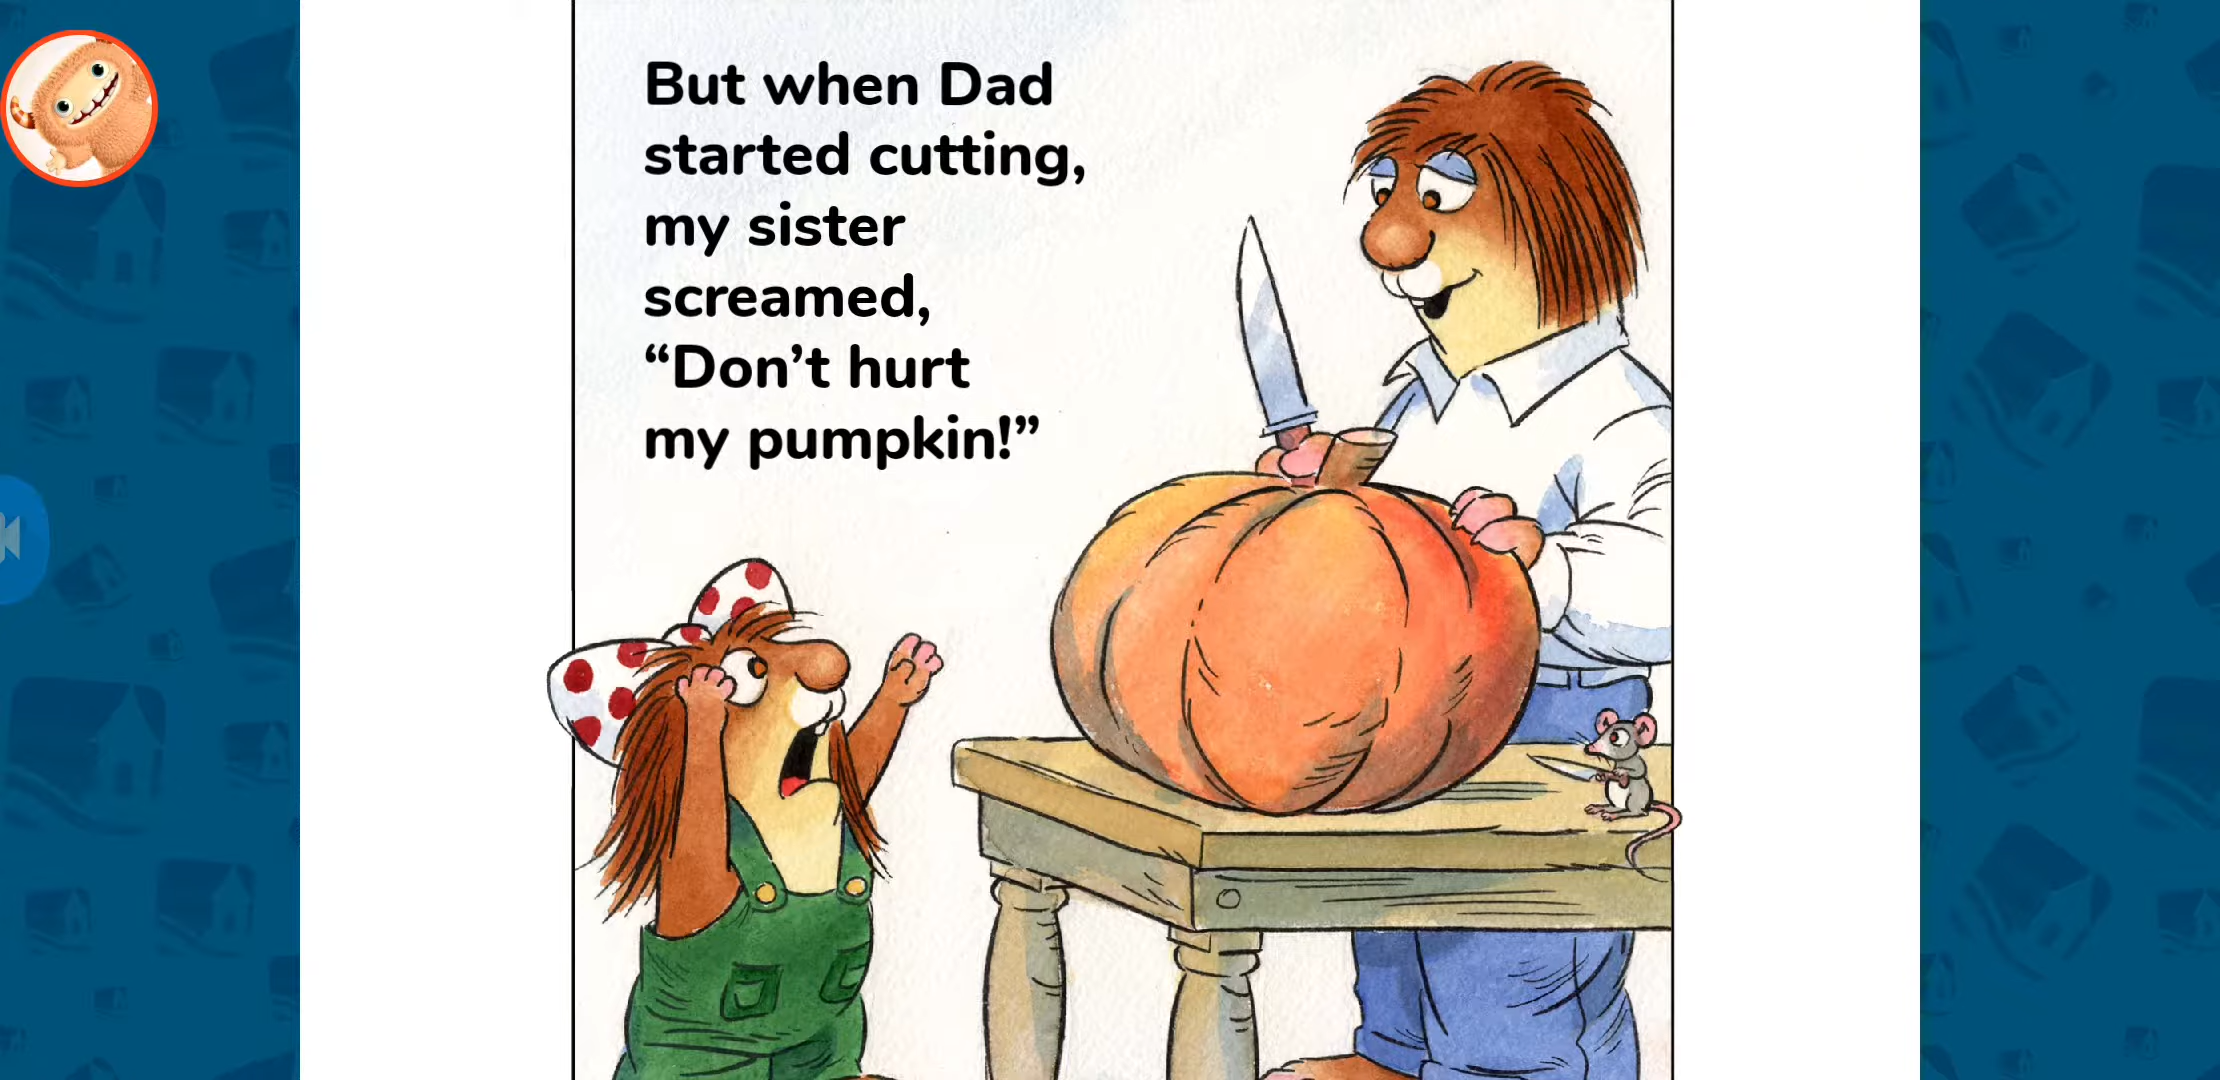 But when Dad
started cutting,
my sister
screamed,
“Don’t hurt
my pumpkin!”